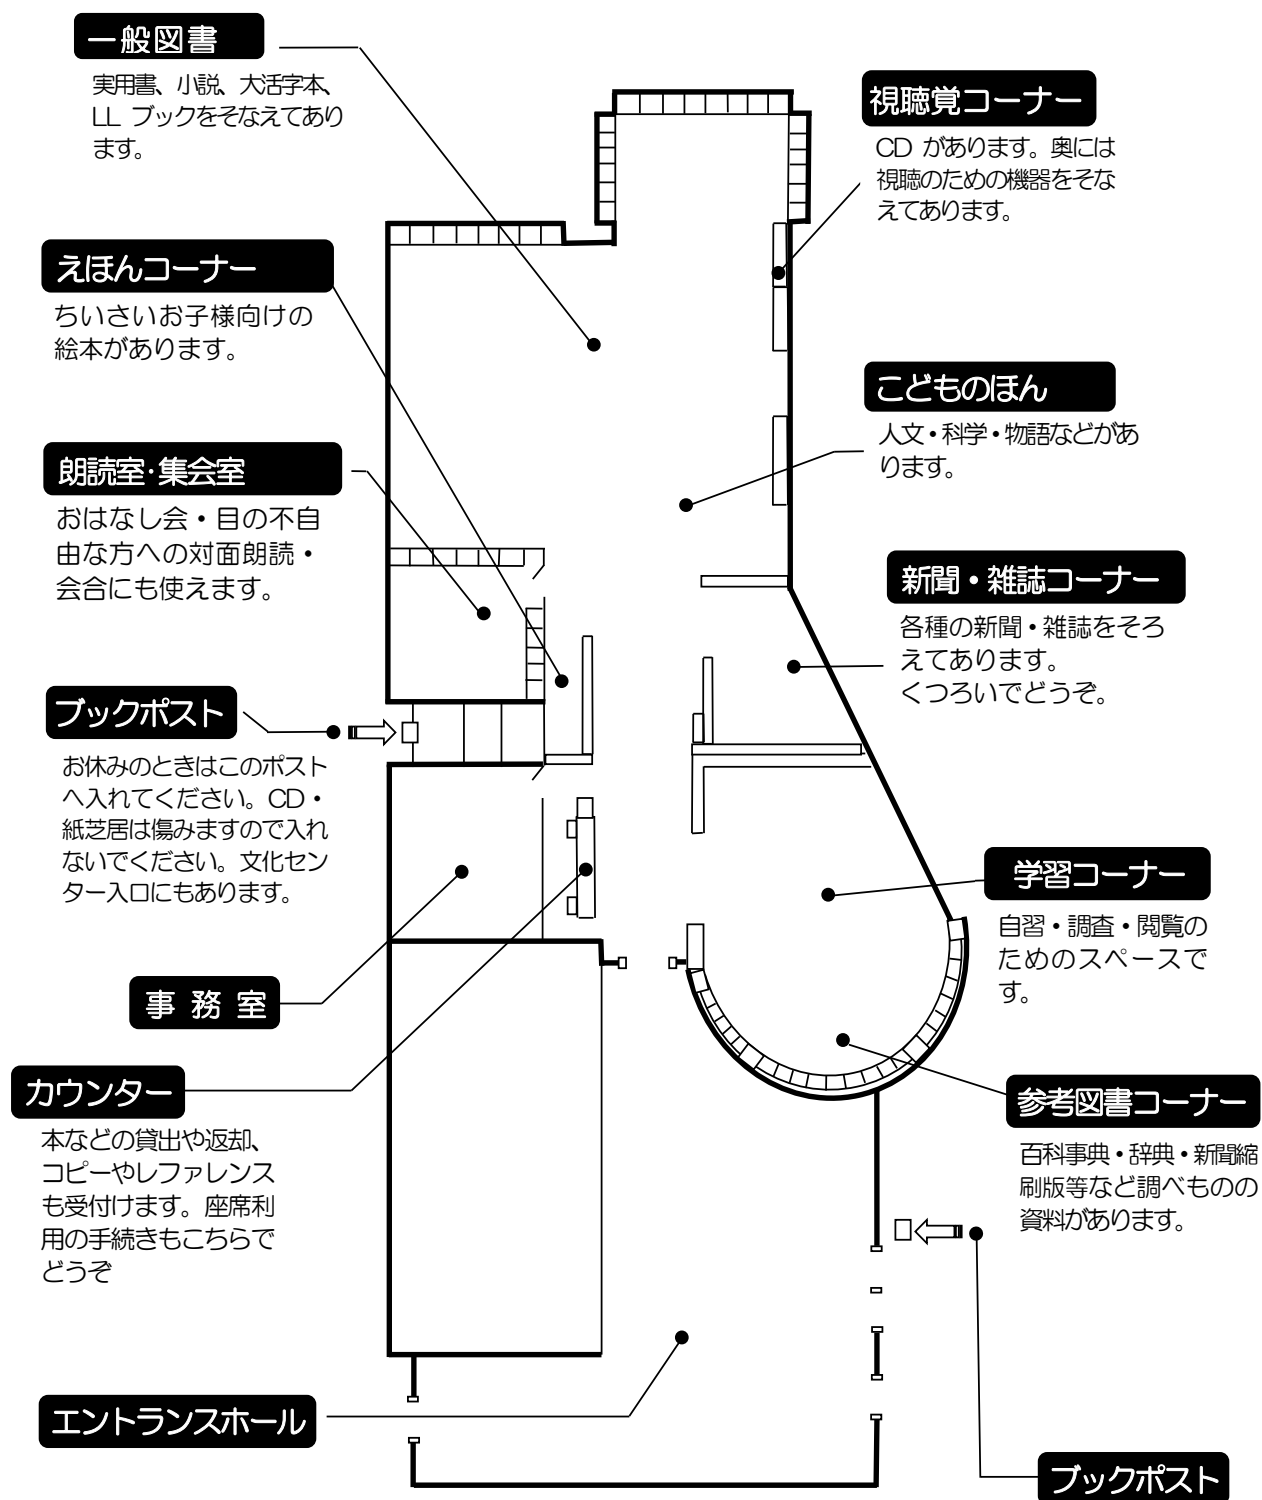 一般図書
実用書、小説、大活字本、
LL ブックをそなえてあり
ます。
えほんコーナー
ちいさいお子様向けの
絵本があります。
朗読室・集会室
おはなし会・目の不自
由な方への対面朗読・
会合にも使えます。
ブックポスト
お休みのときはこのポスト
へ入れてください。CD・
紙芝居は傷みますので入れ
ないでください。文化セン
ター入口にもあります。
事 務 室
カウンター
本などの貸出や返却、
コピーやレファレンス
も受付けます。座席利
用の手続きもこちらで
どうぞ
エントランスホール
視聴覚コーナー
CD があります。奥には
視聴のための機器をそな
えてあります。
こどものほん
人文・科学・物語などがあ
ります。
新聞・雑誌コーナー
各種の新聞・雑誌をそろ
えてあります。
くつろいでどうぞ。
学習コーナー
自習・調査・閲覧の
ためのスペースで
す。
参考図書コーナー
百科事典・辞典・新聞縮
刷版等など調べものの
資料があります。
ブックポスト